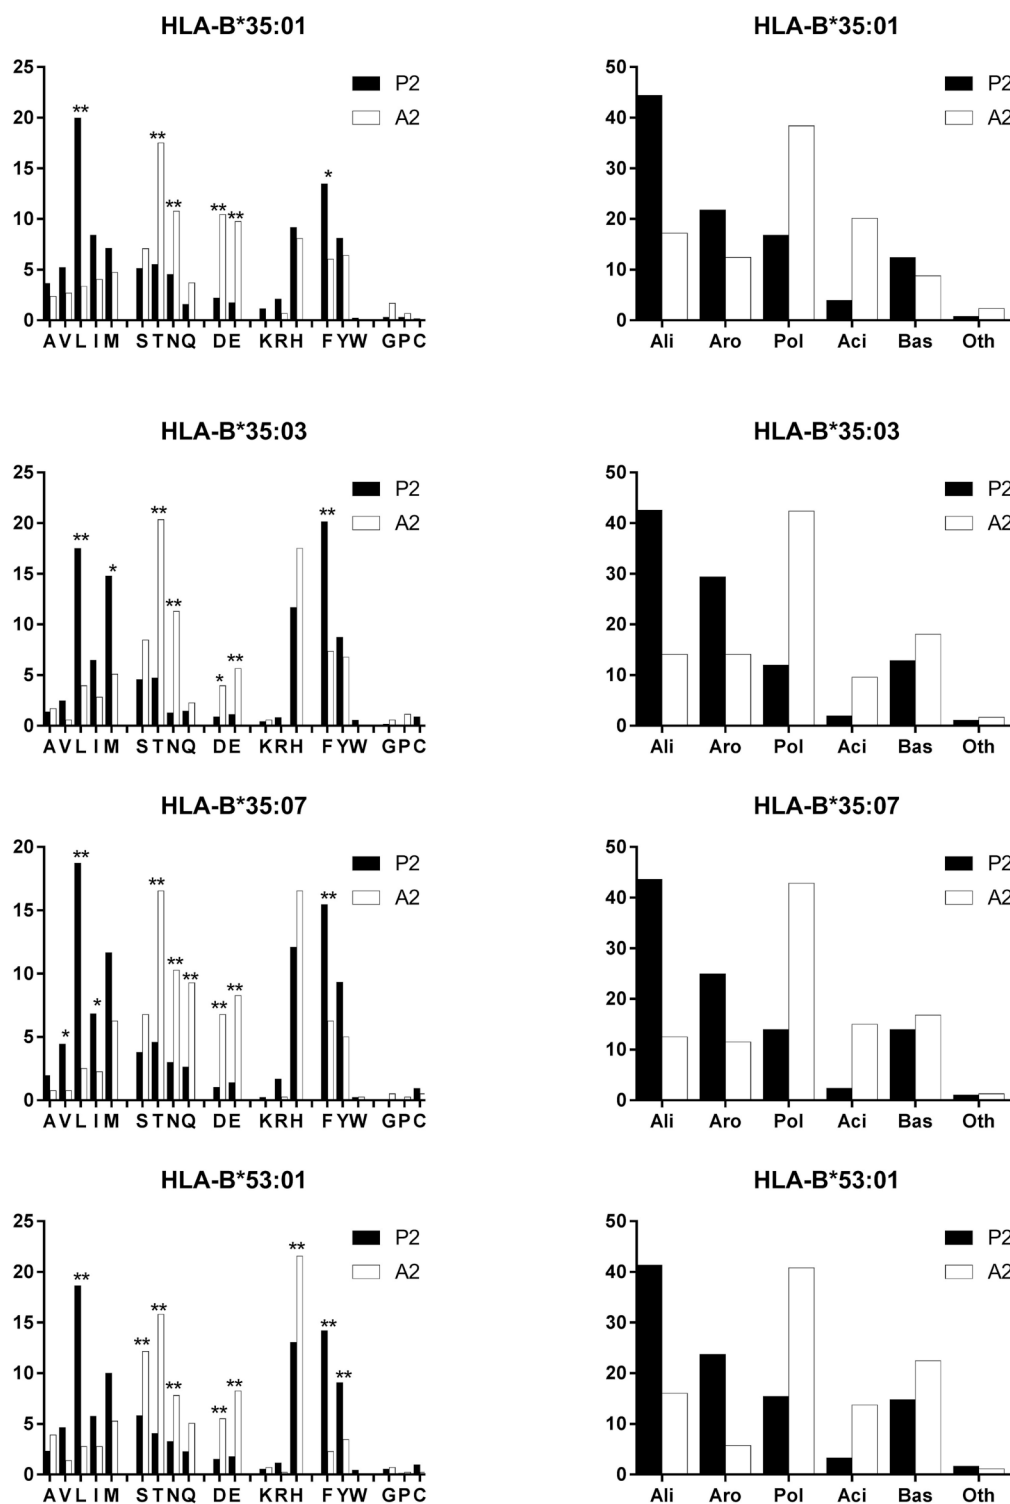 HLA-B*35:01
25
20
15
10
5
0
P2
A2
** ** ** ** ** *
A V L I M S T N Q D E K R H F Y W G P C
HLA-B*35:01
50
40
30
20
10
0
P2
A2
Ali Aro Pol Aci Bas Oth
HLA-B*35:03
25
20
15
10
5
0
P2
A2
** * ** ** * ** **
A V L I M S T N Q D E K R H F Y W G P C
HLA-B*35:03
50
40
30
20
10
0
P2
A2
Ali Aro Pol Aci Bas Oth
HLA-B*35:07
20
15
10
5
0
P2
A2
* ** * ** ** ** ** ** **
A V L I M S T N Q D E K R H F Y W G P C
HLA-B*35:07
50
40
30
20
10
0
P2
A2
Ali Aro Pol Aci Bas Oth
HLA-B*53:01
25
20
15
10
5
0
P2
A2
** ** ** ** ** ** ** ** **
A V L I M S T N Q D E K R H F Y W G P C
HLA-B*53:01
50
40
30
20
10
0
P2
A2
Ali Aro Pol Aci Bas Oth